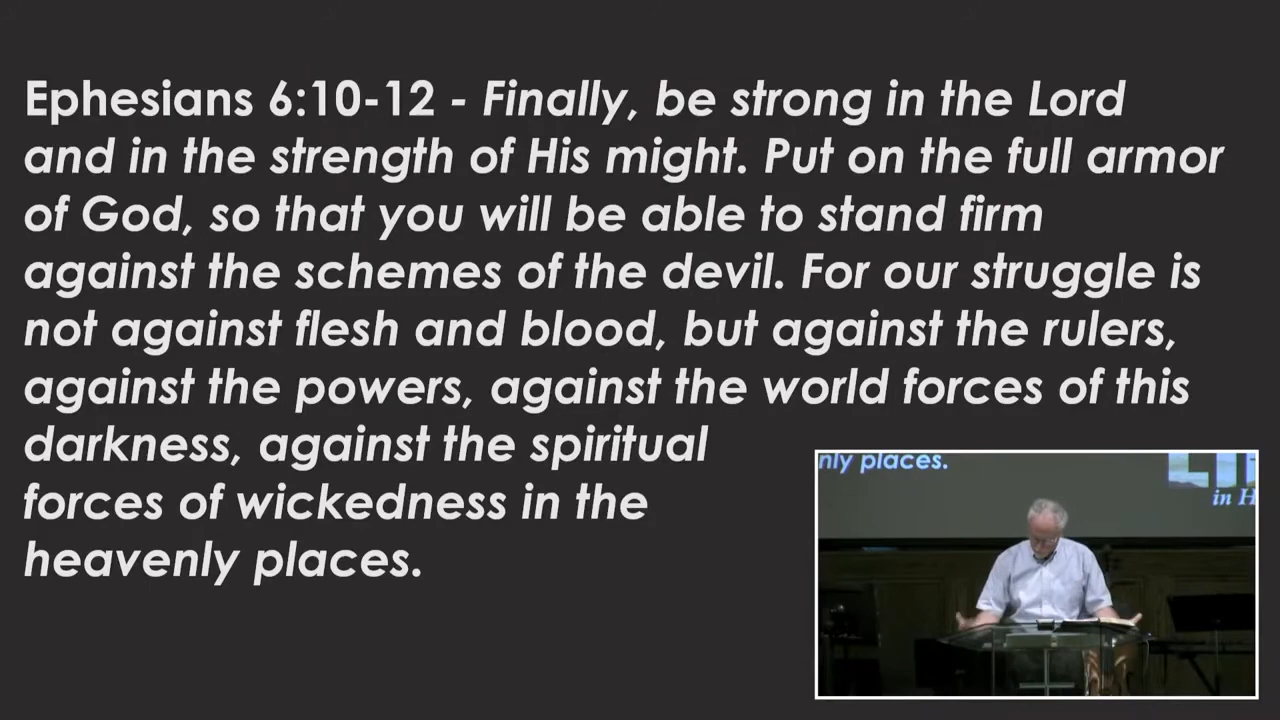 Ephesians 6:10-12 - Finally, be strong in the Lord
and in the strength of His might. Put on the full armor
of God, so that you will be able to stand firm
against the schemes of the devil. For our struggle is
not against flesh and blood, but against the rulers,
against the powers, against the world forces of this
darkness, against the spiritual
forces of wickedness in the
heavenly places.
nly places.
in H